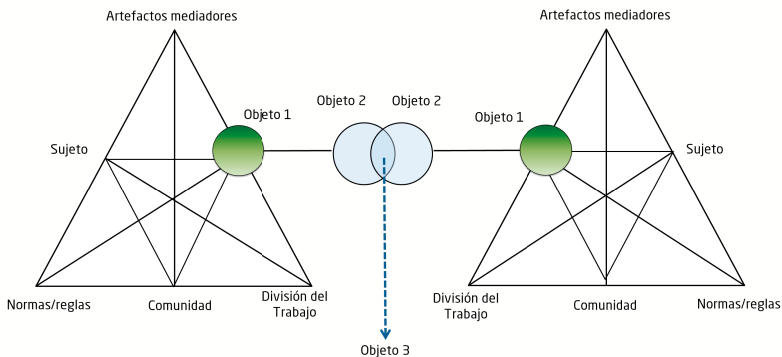 Artefactos mediadores
Artefactos mediadores
Objeto 1
Objeto 2
Objeto 2
Objeto 1
Sujeto
Sujeto
Normas/reglas
Comunidad
División del
Trabajo
División del
Trabajo
Comunidad
Normas/reglas
Objeto 3